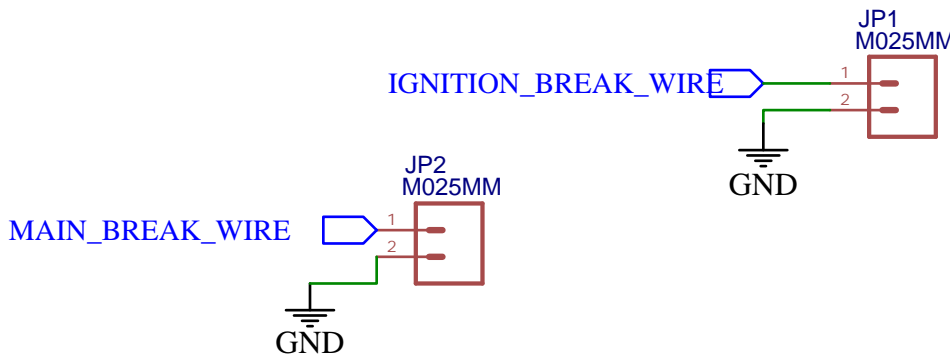 JP1
M025MM
IGNITION_BREAK_WIRE
1
2
GND
JP2
M025MM
MAIN_BREAK_WIRE
1
2
GND